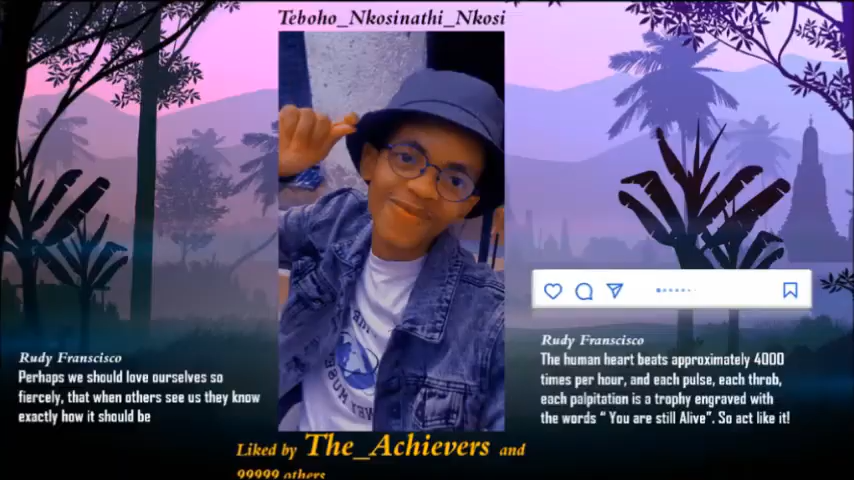 Teboho_Nkosinathi_Nkosi
Rudy Franscisco
Perhaps we should love ourselves so
fiercely, that when others see us they know
exactly how it should be
Rudy Franscisco
The human heart beats approximately 4000
times per hour, and each pulse, each throb,
each palpitation is a trophy engraved with
the words “ You are still Alive”. So act like it!
Liked by The_Achievers and
99999 others